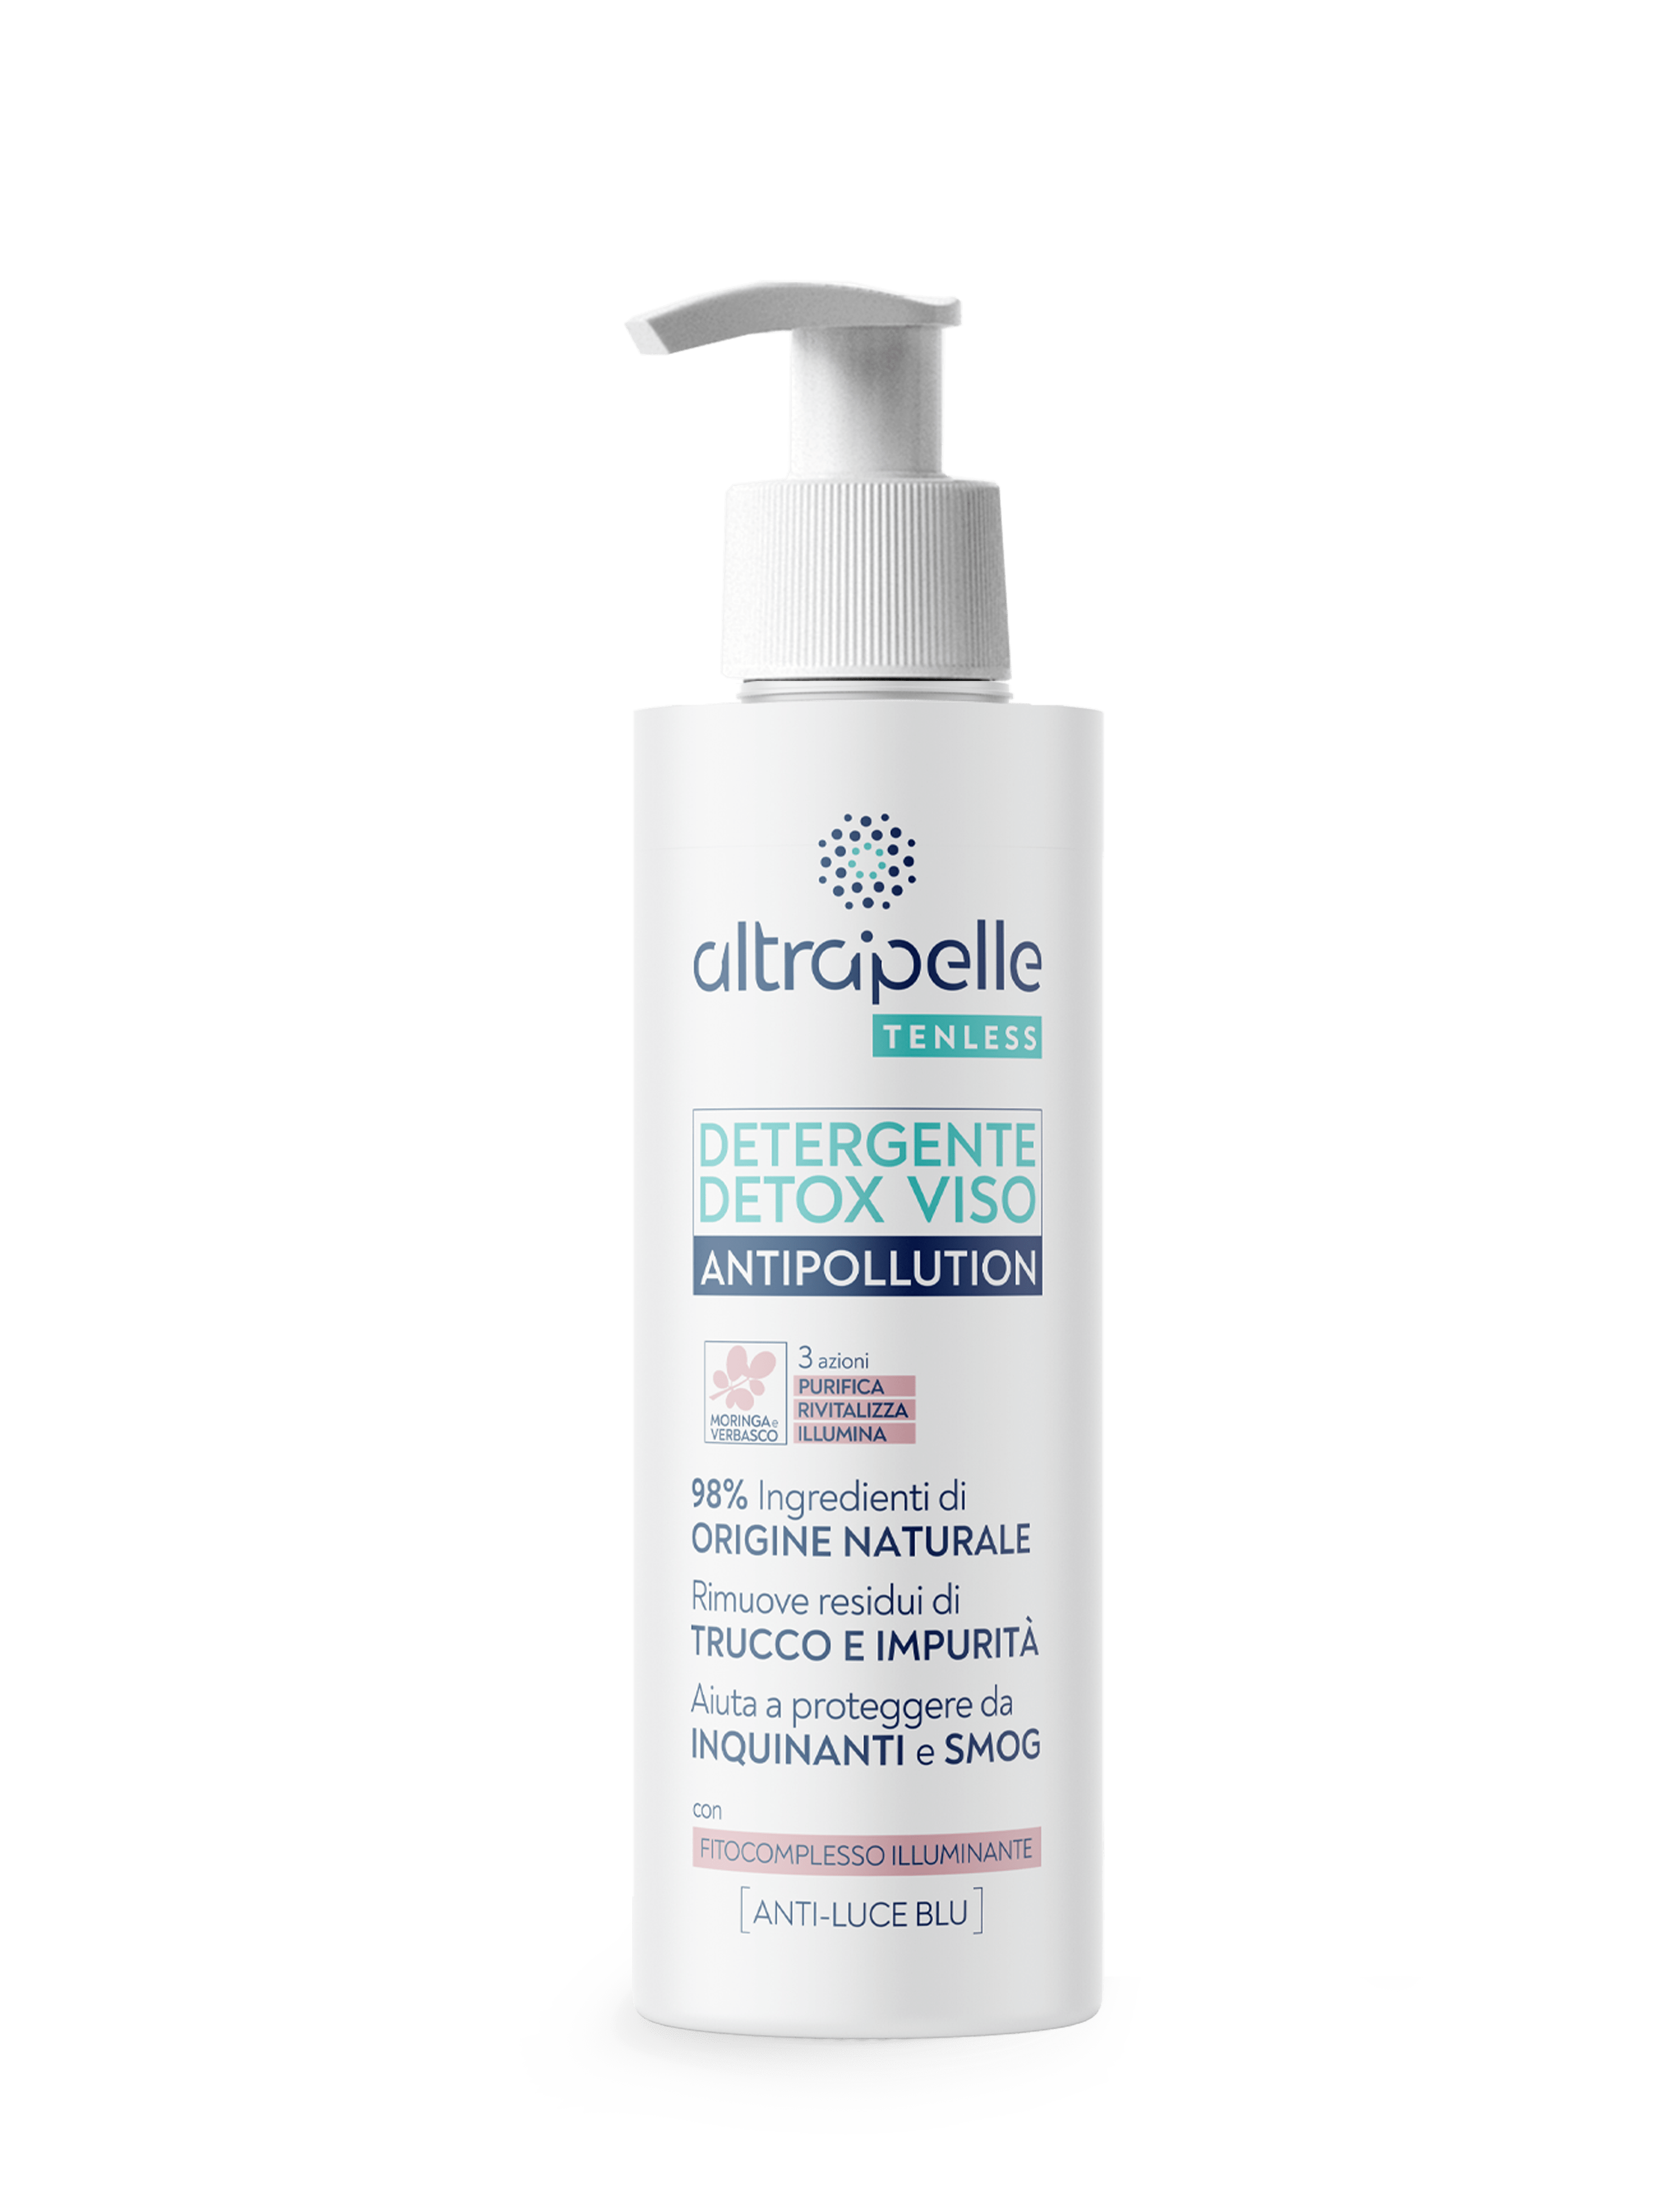 altrapelle
TENLESS
DETERGENTE
DETOX VISO
ANTIPOLLUTION
MORINGA e
VERBASCO
3 azioni
PURIFICA
RIVITALIZZA
ILLUMINA
98% Ingredienti di
ORIGINE NATURALE
Rimuove residui di
TRUCCO E IMPURITÀ
Aiuta a proteggere da
INQUINANTI e SMOG
con
FITOCOMPLESSO ILLUMINANTE
[ANTI-LUCE BLU]